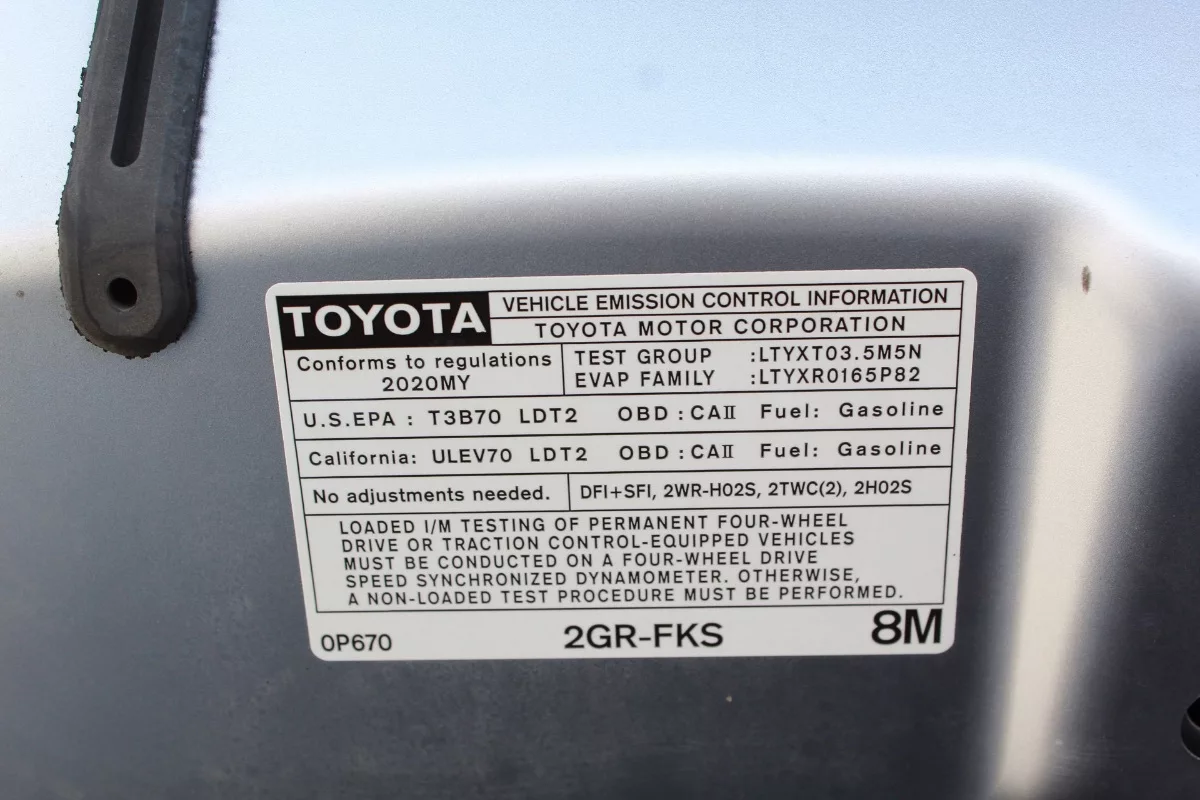 TOYOTA
VEHICLE EMISSION CONTROL INFORMATION
TOYOTA MOTOR CORPORATION
Conforms to regulations
2020MY
TEST GROUP :LTYXT03.5M5N
EVAP FAMILY :LTYXR0165P82
U.S.EPA : T3B70 LDT2 OBD : CAⅡ Fuel: Gasoline
California: ULEV70 LDT2 OBD : CAⅡ Fuel: Gasoline
No adjustments needed.
DFI+SFI, 2WR-HO2S, 2TWC(2), 2HO2S
LOADED I/M TESTING OF PERMANENT FOUR-WHEEL
DRIVE OR TRACTION CONTROL-EQUIPPED VEHICLES
MUST BE CONDUCTED ON A FOUR-WHEEL DRIVE
SPEED SYNCHRONIZED DYNAMOMETER. OTHERWISE,
A NON-LOADED TEST PROCEDURE MUST BE PERFORMED.
0P670
2GR-FKS
8M